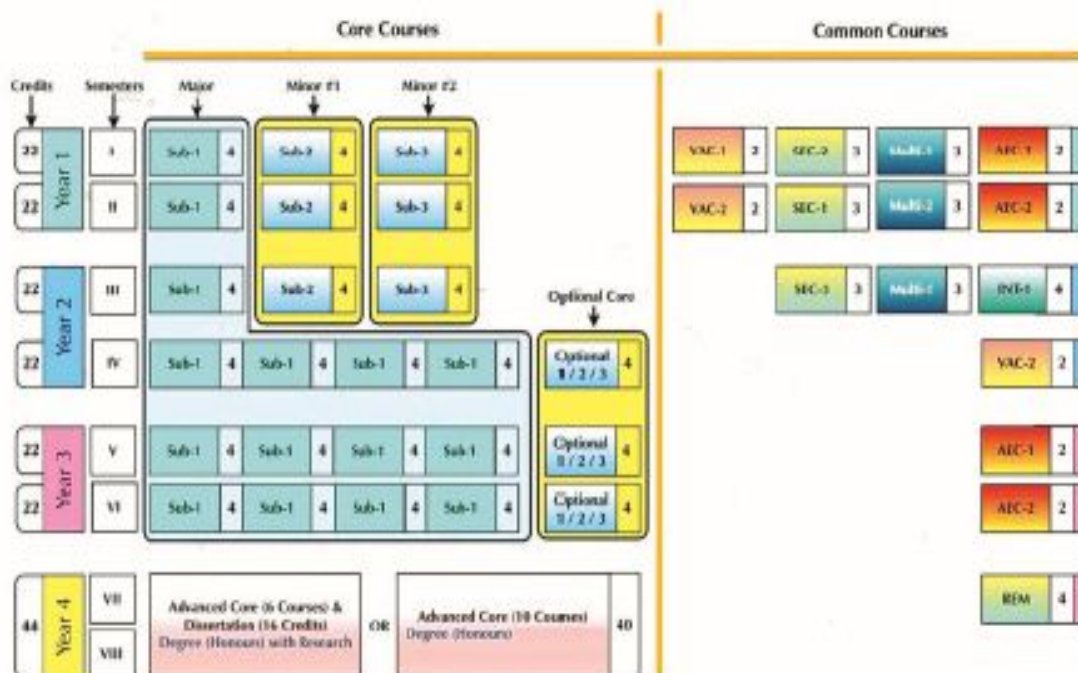 Core Courses
Common Courses
Credits Semesters Major Minor #1 Minor #2
22 Year 1 I Sub-1 4 Sub-2 4 Sub-3 4 VAC-1 2 SEC-2 3 Multi-1 3 AEC-1 2
22 II Sub-1 4 Sub-2 4 Sub-3 4 VAC-2 2 SEC-1 3 Multi-2 3 AEC-2 2
22 Year 2 III Sub-1 4 Sub-2 4 Sub-3 4 SEC-3 3 Multi-1 3 4
Optional Core
22 IV Sub-1 4 Sub-1 4 Sub-1 4 Sub-1 4 Optional 4 VAC-2 2
1 / 2 / 3
22 Year 3 V Sub-1 4 Sub-1 4 Sub-1 4 Sub-1 4 Optional 4 AEC-1 2
1 / 2 / 3
22 VI Sub-1 4 Sub-1 4 Sub-1 4 Sub-1 4 Optional 4 AEC-2 2
1 / 2 / 3
44 Year 4 VII
VIII
Advanced Core (6 Courses) &
Dissertation (16 Credits)
Degree (Honours) with Research
OR
Advanced Core (10 Courses)
Degree (Honours)
40
REM 4